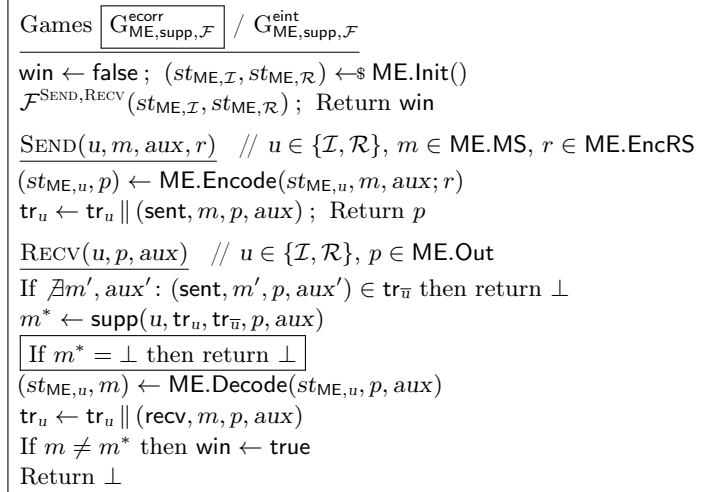 Games G^{ecorr}_{ME,supp,ℱ} / G^{eint}_{ME,supp,ℱ}
win ← false ; (st_{ME,ℐ}, st_{ME,ℛ}) ←$ ME.Init()
ℱ^{SEND,RECV}(st_{ME,ℐ}, st_{ME,ℛ}) ; Return win
SEND(u, m, aux, r) // u ∈ {ℐ, ℛ}, m ∈ ME.MS, r ∈ ME.EncRS
(st_{ME,u}, p) ← ME.Encode(st_{ME,u}, m, aux; r)
tr_u ← tr_u ∥ (sent, m, p, aux) ; Return p
RECV(u, p, aux) // u ∈ {ℐ, ℛ}, p ∈ ME.Out
If ∄m′, aux′ : (sent, m′, p, aux′) ∈ tr_{u̅} then return ⊥
m* ← supp(u, tr_u, tr_{u̅}, p, aux)
If m* = ⊥ then return ⊥
(st_{ME,u}, m) ← ME.Decode(st_{ME,u}, p, aux)
tr_u ← tr_u ∥ (recv, m, p, aux)
If m ≠ m* then win ← true
Return ⊥